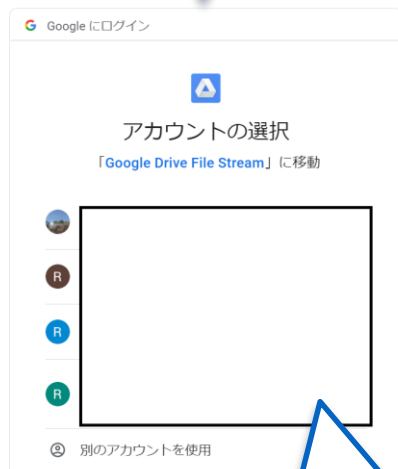 Google にログイン
アカウントの選択
「Google Drive File Stream」に移動
R
R
R
別のアカウントを使用